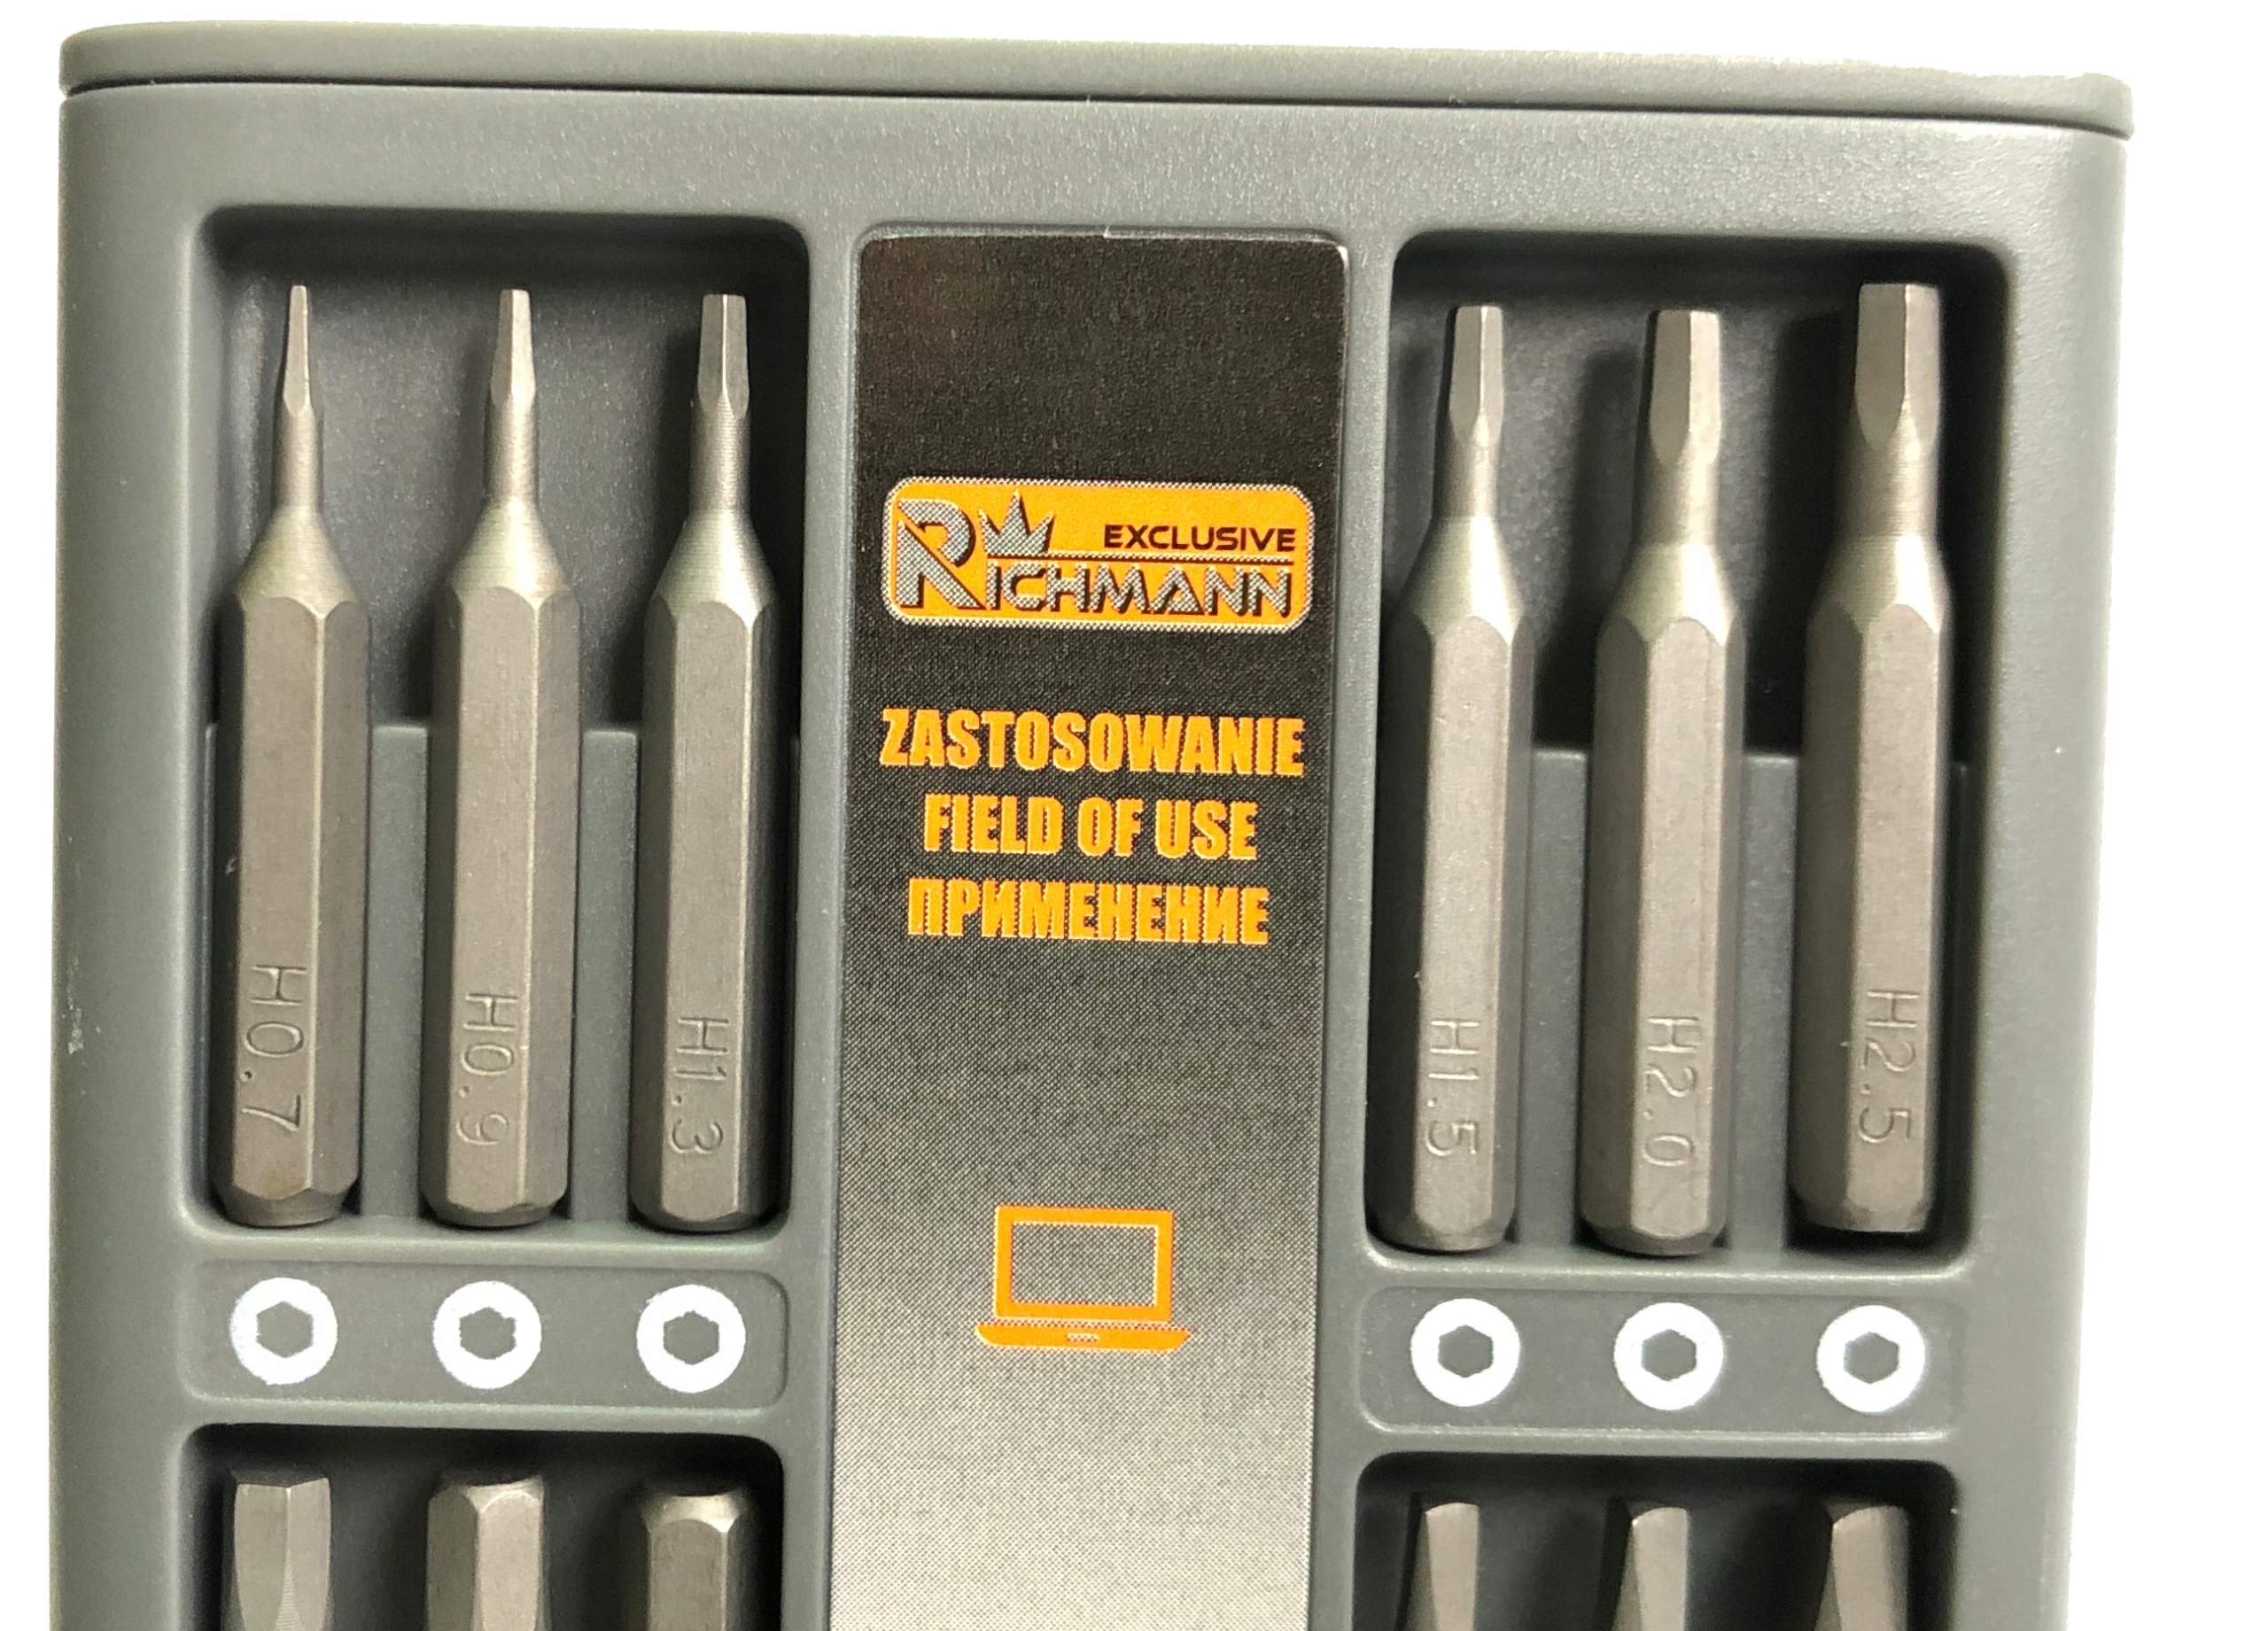 EXCLUSIVE
RICHMANN
ZASTOSOWANIE
FIELD OF USE
ПРИМЕНЕНИЕ
H0.7
H0.9
H1.3
H1.5
H2.0
H2.5